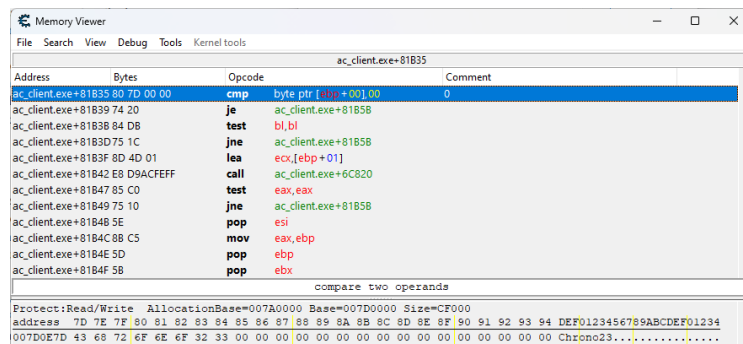 Memory Viewer
File Search View Debug Tools Kernel tools
ac_client.exe+81B35
Address Bytes Opcode Comment
ac_client.exe+81B35 80 7D 00 00 cmp byte ptr [ebp+00],00 0
ac_client.exe+81B39 74 20 je ac_client.exe+81B5B
ac_client.exe+81B3B 84 DB test bl,bl
ac_client.exe+81B3D 75 1C jne ac_client.exe+81B5B
ac_client.exe+81B3F 8D 4D 01 lea ecx,[ebp+01]
ac_client.exe+81B42 E8 D9ACFEFF call ac_client.exe+6C820
ac_client.exe+81B47 85 C0 test eax,eax
ac_client.exe+81B49 75 10 jne ac_client.exe+81B5B
ac_client.exe+81B4B 5E pop esi
ac_client.exe+81B4C 8B C5 mov eax,ebp
ac_client.exe+81B4E 5D pop ebp
ac_client.exe+81B4F 5B pop ebx
compare two operands
Protect:Read/Write AllocationBase=007A0000 Base=007D0000 Size=CF000
address 7D 7E 7F 80 81 82 83 84 85 86 87 88 89 8A 8B 8C 8D 8E 8F 90 91 92 93 94 DEF0123456789ABCDEF01234
007D0E7D 43 68 72 6F 6E 6F 32 33 00 00 00 00 00 00 00 00 00 00 00 00 00 00 00 00 Chrono23................